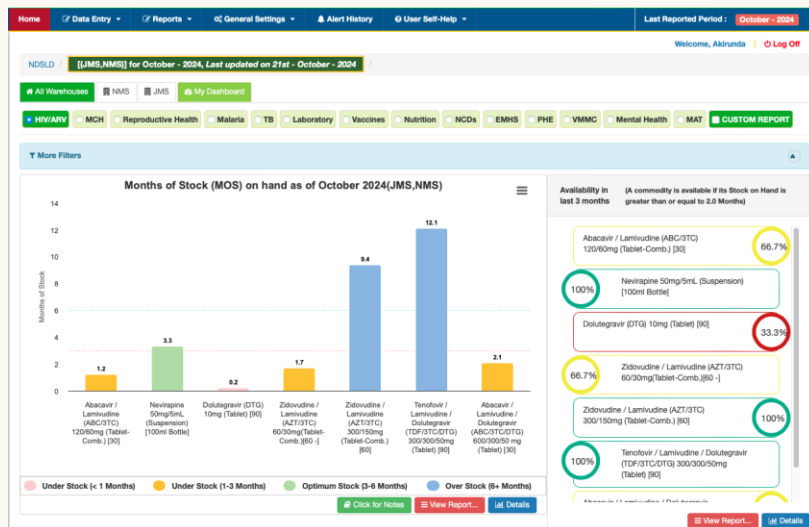 Home
Data Entry
Reports
General Settings
Alert History
User Self-Help
Last Reported Period :
October - 2024
Welcome, Akirunda
Log Off
NDSLD / [(JMS,NMS)] for October - 2024, Last updated on 21st - October - 2024 /
All Warehouses
NMS
JMS
My Dashboard
HIV/ARV
MCH
Reproductive Health
Malaria
TB
Laboratory
Vaccines
Nutrition
NCDs
EMHS
PHE
VMMC
Mental Health
MAT
CUSTOM REPORT
More Filters
Months of Stock (MOS) on hand as of October 2024(JMS,NMS)
Months of Stock
14
12
10
8
6
4
2
0
1.2
3.3
0.2
1.7
9.4
12.1
2.1
Abacavir /
Lamivudine
(ABC/3TC)
120/60mg (Tablet-
Comb.) [30]
Nevirapine
50mg/5mL
(Suspension)
[100ml Bottle]
Dolutegravir (DTG)
10mg (Tablet) [90]
Zidovudine /
Lamivudine
(AZT/3TC)
60/30mg(Tablet-
Comb.)[60 -]
Zidovudine /
Lamivudine
(AZT/3TC)
300/150mg
(Tablet-Comb.)
[60]
Tenofovir /
Lamivudine /
Dolutegravir
(TDF/3TC/DTG)
300/300/50mg
(Tablet) [90]
Abacavir /
Lamivudine /
Dolutegravir
(ABC/3TC/DTG)
600/300/50 mg
(Tablet) [30]
Under Stock (< 1 Months)
Under Stock (1-3 Months)
Optimum Stock (3-6 Months)
Over Stock (6+ Months)
Click for Notes
View Report...
Details
Availability in
last 3 months
(A commodity is available if its Stock on Hand is
greater than or equal to 2.0 Months)
Abacavir / Lamivudine (ABC/3TC)
120/60mg (Tablet-Comb.) [30]
66.7%
100%
Nevirapine 50mg/5mL (Suspension)
[100ml Bottle]
Dolutegravir (DTG) 10mg (Tablet) [90]
33.3%
66.7%
Zidovudine / Lamivudine (AZT/3TC)
60/30mg(Tablet-Comb.)[60 -]
Zidovudine / Lamivudine (AZT/3TC)
300/150mg (Tablet-Comb.) [60]
100%
100%
Tenofovir / Lamivudine / Dolutegravir
(TDF/3TC/DTG) 300/300/50mg
(Tablet) [90]
Abacavir / Lamivudine / Dolutegravir
View Report...
Details